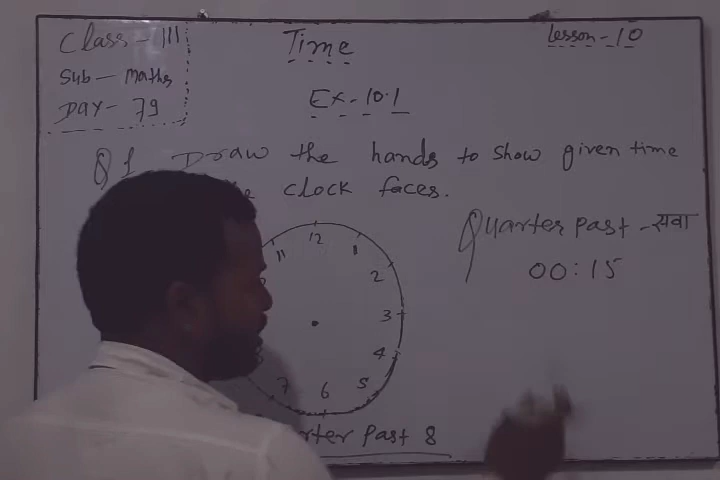 Class - III
Sub - Maths
Day - 79
Time
Lesson - 10
Ex - 10.1
Q1 Draw the hands to show given time
clock faces.
Quarter past - सवा
00:15
11 12 1
2
3
4
5
6
7
Past 8